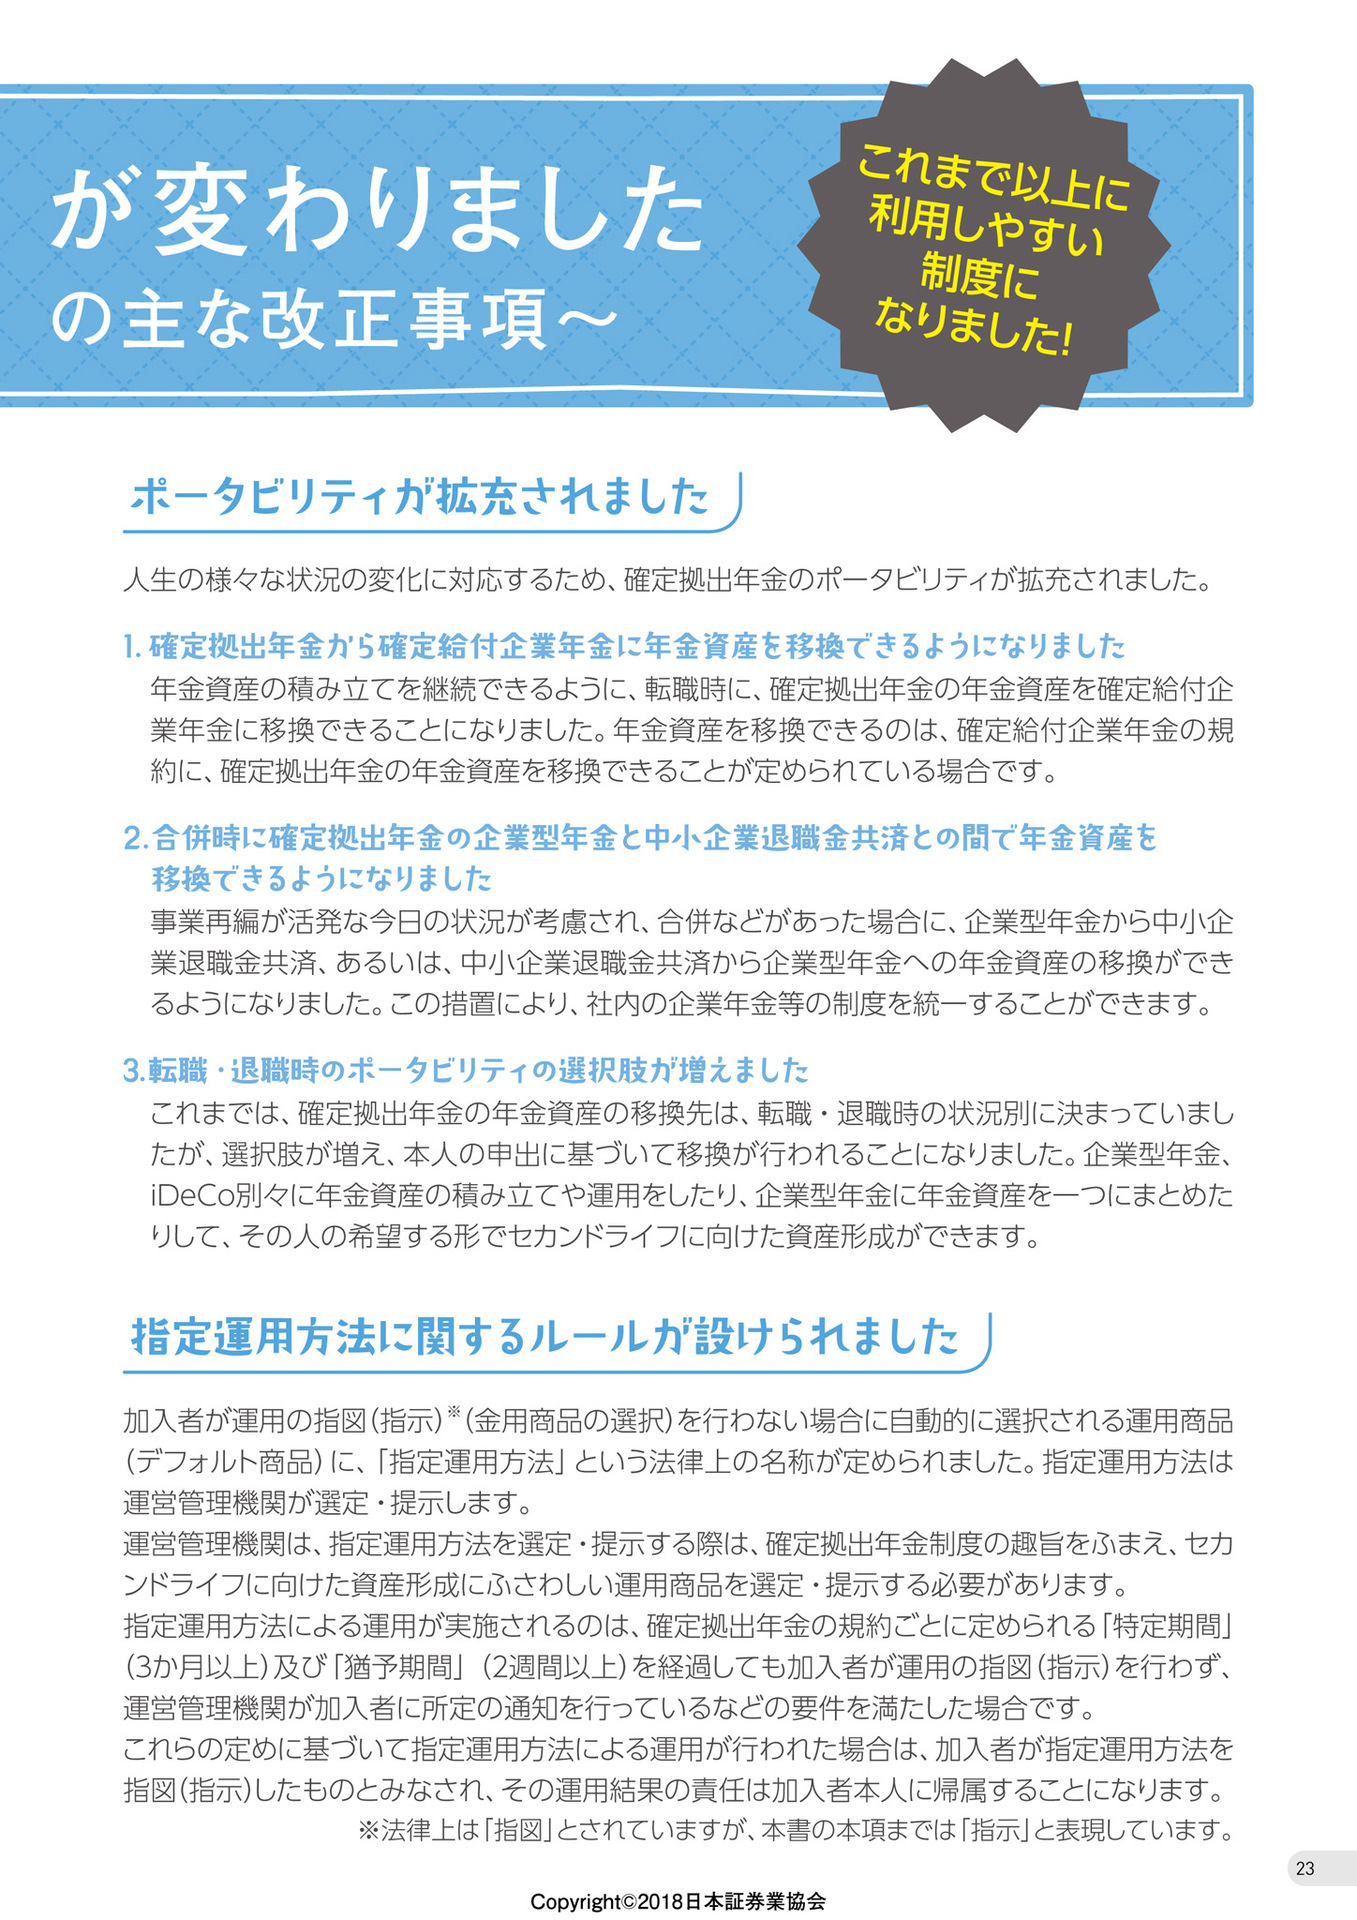 が変わりました
の主な改正事項～
これまで以上に
利用しやすい
制度に
なりました!
ポータビリティが拡充されました
人生の様々な状況の変化に対応するため、確定拠出年金のポータビリティが拡充されました。
1. 確定拠出年金から確定給付企業年金に年金資産を移換できるようになりました
年金資産の積み立てを継続できるように、転職時に、確定拠出年金の年金資産を確定給付企
業年金に移換できることになりました。年金資産を移換できるのは、確定給付企業年金の規
約に、確定拠出年金の年金資産を移換できることが定められている場合です。
2. 合併時に確定拠出年金の企業型年金と中小企業退職金共済との間で年金資産を
移換できるようになりました
事業再編が活発な今日の状況が考慮され、合併などがあった場合に、企業型年金から中小企
業退職金共済、あるいは、中小企業退職金共済から企業型年金への年金資産の移換ができ
るようになりました。この措置により、社内の企業年金等の制度を統一することができます。
3. 転職・退職時のポータビリティの選択肢が増えました
これまでは、確定拠出年金の年金資産の移換先は、転職・退職時の状況別に決まっていまし
たが、選択肢が増え、本人の申出に基づいて移換が行われることになりました。企業型年金、
iDeCo別々に年金資産の積み立てや運用をしたり、企業型年金に年金資産を一つにまとめた
りして、その人の希望する形でセカンドライフに向けた資産形成ができます。
指定運用方法に関するルールが設けられました
加入者が運用の指図(指示)※(金用商品の選択)を行わない場合に自動的に選択される運用商品
(デフォルト商品)に、「指定運用方法」という法律上の名称が定められました。指定運用方法は
運営管理機関が選定・提示します。
運営管理機関は、指定運用方法を選定・提示する際は、確定拠出年金制度の趣旨をふまえ、セカ
ンドライフに向けた資産形成にふさわしい運用商品を選定・提示する必要があります。
指定運用方法による運用が実施されるのは、確定拠出年金の規約ごとに定められる「特定期間」
(3か月以上)及び「猶予期間」(2週間以上)を経過しても加入者が運用の指図(指示)を行わず、
運営管理機関が加入者に所定の通知を行っているなどの要件を満たした場合です。
これらの定めに基づいて指定運用方法による運用が行われた場合は、加入者が指定運用方法を
指図(指示)したものとみなされ、その運用結果の責任は加入者本人に帰属することになります。
※法律上は「指図」とされていますが、本書の本項までは「指示」と表現しています。
23
Copyright©2018日本証券業協会